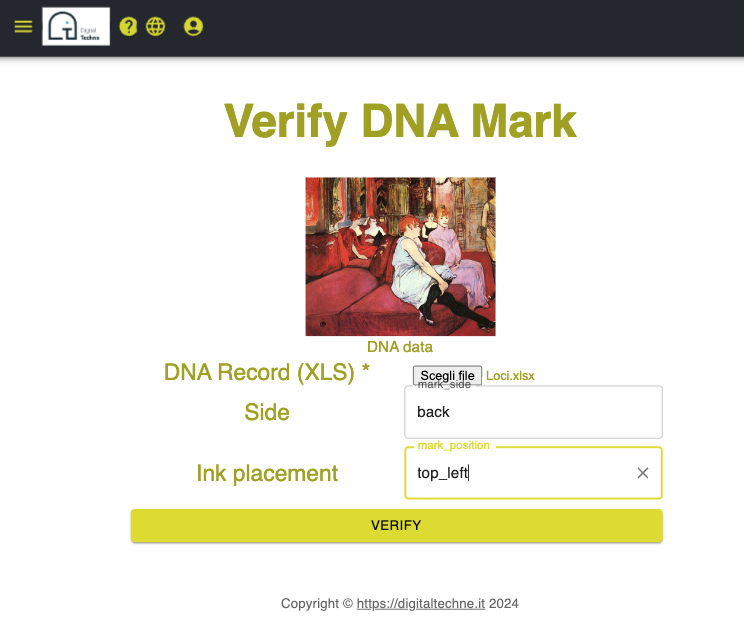 Digital
Techne
Verify DNA Mark
DNA data
DNA Record (XLS) *
Scegli file Loci.xlsx
Side
mark_side
back
Ink placement
mark_position
top_left
VERIFY
Copyright © https://digitaltechne.it 2024